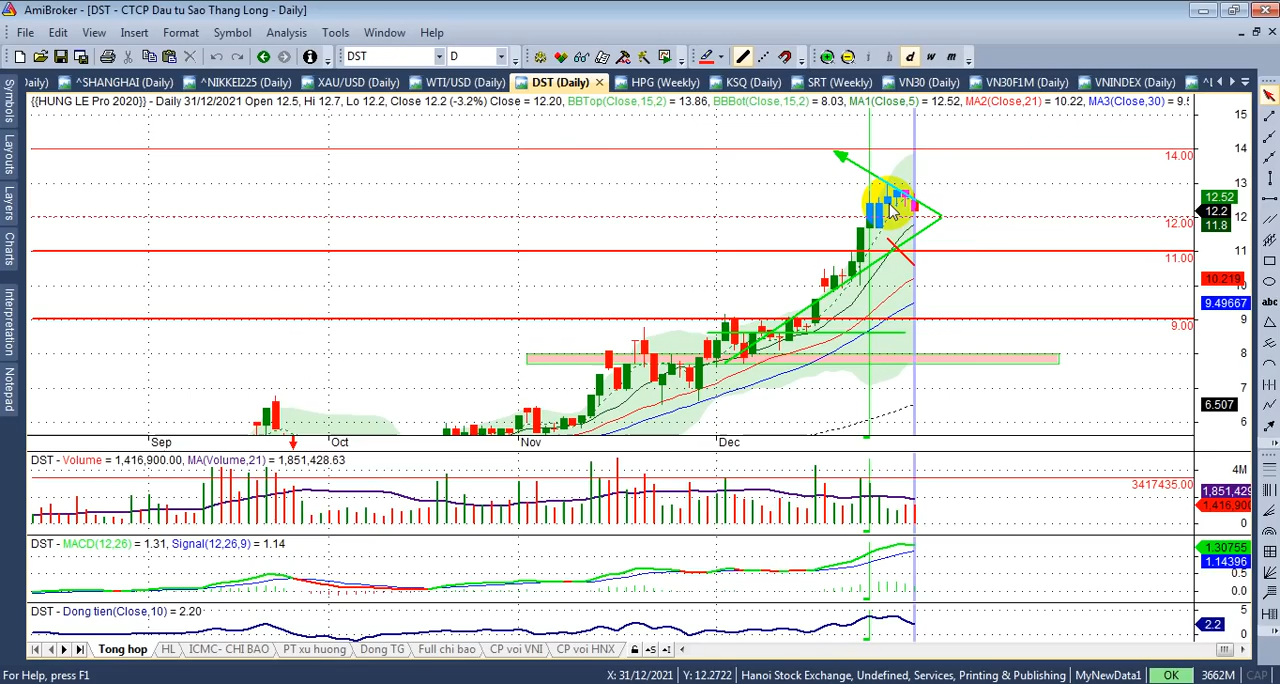 AmiBroker - [DST - CTCP Dau tu Sao Thang Long - Daily]
File Edit View Insert Format Symbol Analysis Tools Window Help
DST D i h d w m
aily) ^SHANGHAI (Daily) ^NIKKEI225 (Daily) XAU/USD (Daily) WTI/USD (Daily) DST (Daily) HPG (Weekly) KSQ (Daily) SRT (Weekly) VN30 (Daily) VN30F1M (Daily) VNINDEX (Daily)
{{HUNG LE Pro 2020}} - Daily 31/12/2021 Open 12.5, Hi 12.7, Lo 12.2, Close 12.2 (-3.2%) Close = 12.20, BBTop(Close,15,2) = 13.86, BBBot(Close,15,2) = 8.03, MA1(Close,5) = 12.52, MA2(Close,21) = 10.22, MA3(Close,30) = 9.
Symbols
Layouts
Layers
Charts
Interpretation
Notepad
abc
15
14
14.00
13
12.52
12.2
12
12.00
11.8
11
11.00
10.219
10
9.49667
9
9.00
8
7
6.507
6
Sep Oct Nov Dec
DST - Volume = 1,416,900.00, MA(Volume,21) = 1,851,428.63
4M
3417435.00
1,851,429
1,416,900
0
DST - MACD(12,26) = 1.31, Signal(12,26,9) = 1.14
1.30755
1.14396
0.5
0
DST - Dong tien(Close,10) = 2.20
5
2.2
0
Tong hop HL ICMC- CHI BAO PT xu huong Dong TG Full chi bao CP voi VNI CP voi HNX
For Help, press F1 X: 31/12/2021 Y: 12.2722 Hanoi Stock Exchange, Undefined, Services, Printing & Publishing MyNewData1 OK 3662M CAP